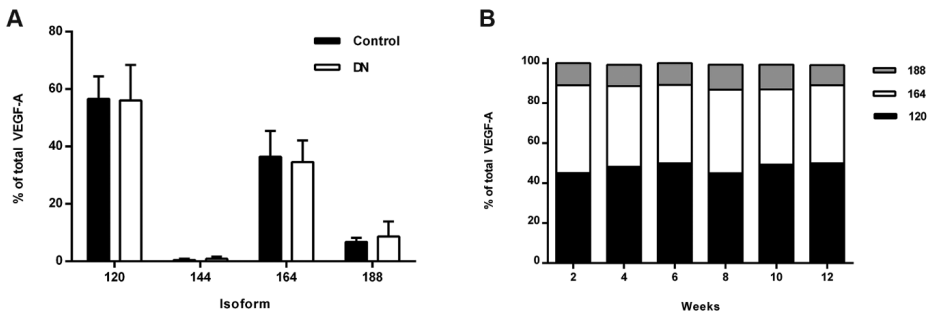 A
80
60
40
20
0
% of total VEGF-A
Control
DN
120 144 164 188
Isoform
B
100
80
60
40
20
0
% of total VEGF-A
188
164
120
2 4 6 8 10 12
Weeks